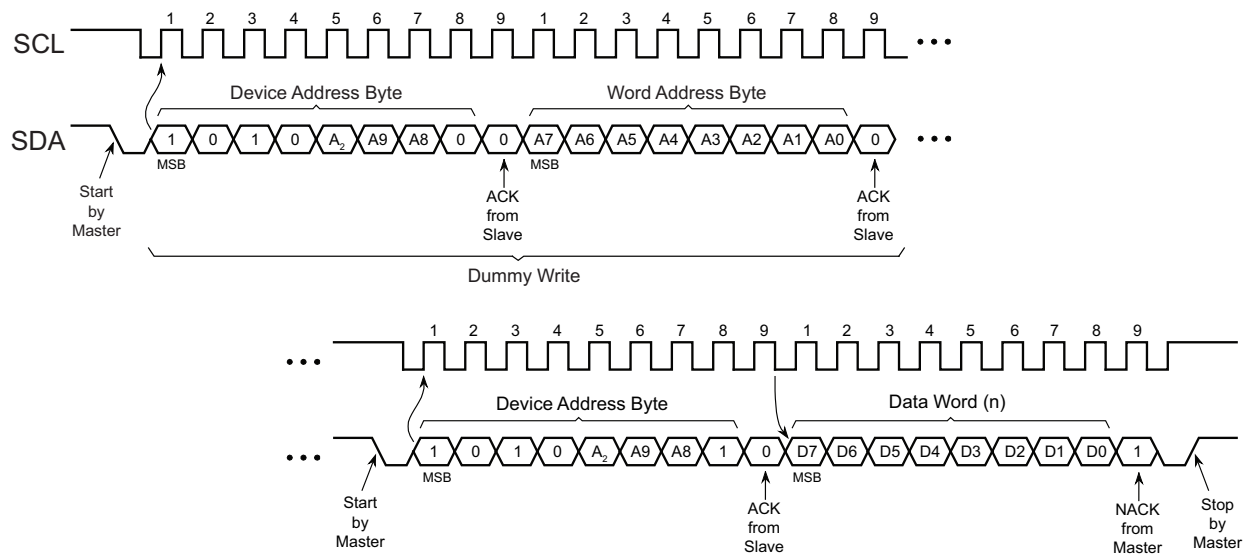 1 2 3 4 5 6 7 8 9 1 2 3 4 5 6 7 8 9
SCL
Device Address Byte Word Address Byte
SDA 1 0 1 0 A₂ A9 A8 0 0 A7 A6 A5 A4 A3 A2 A1 A0 0
MSB MSB
Start
by
Master
ACK
from
Slave
ACK
from
Slave
Dummy Write
1 2 3 4 5 6 7 8 9 1 2 3 4 5 6 7 8 9
Device Address Byte Data Word (n)
1 0 1 0 A₂ A9 A8 1 0 D7 D6 D5 D4 D3 D2 D1 D0 1
MSB MSB
Start
by
Master
ACK
from
Slave
NACK
from
Master
Stop
by
Master